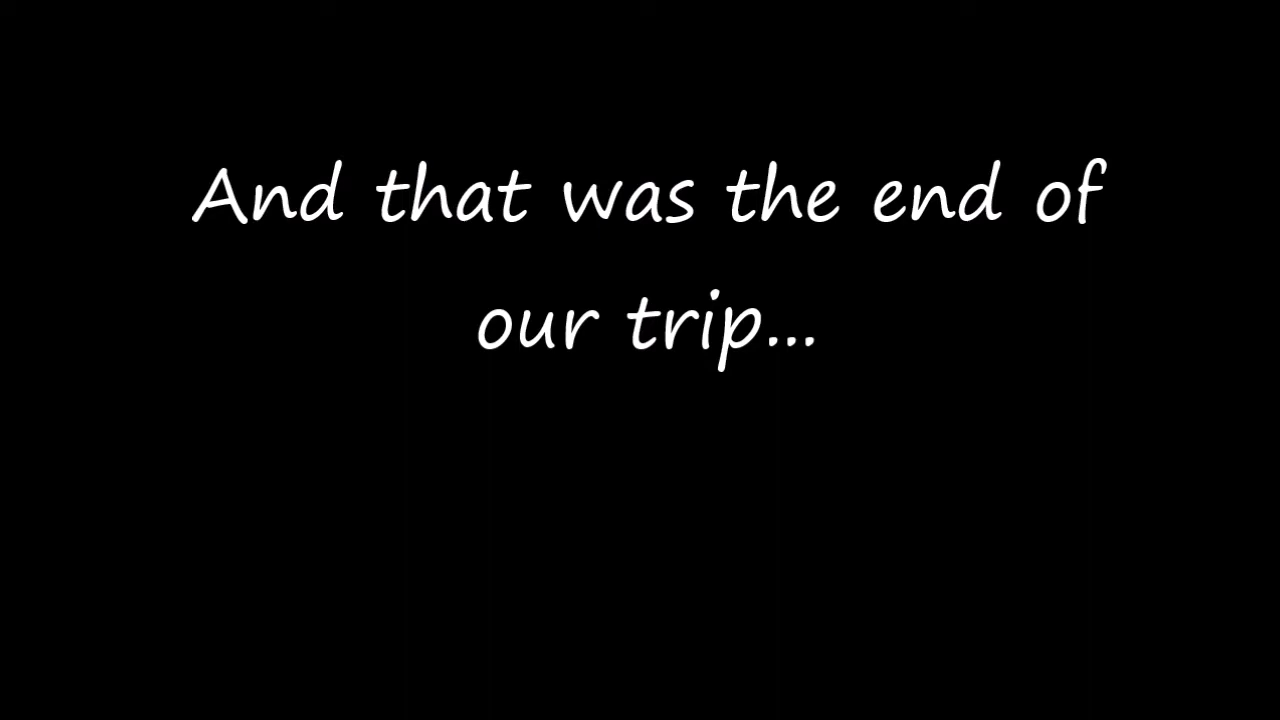 And that was the end of
our trip...